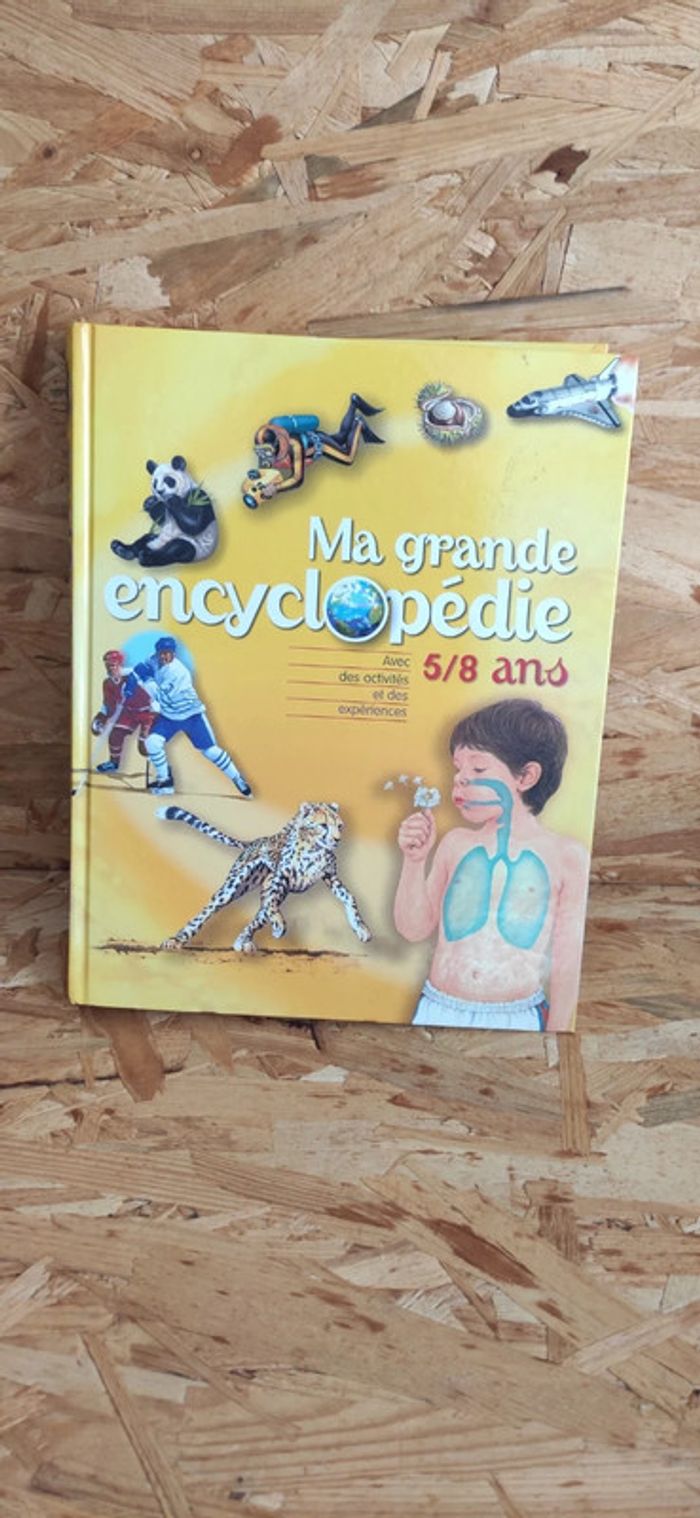 Ma grande
encyclopédie
5/8 ans
Avec
des activités
et des
expériences